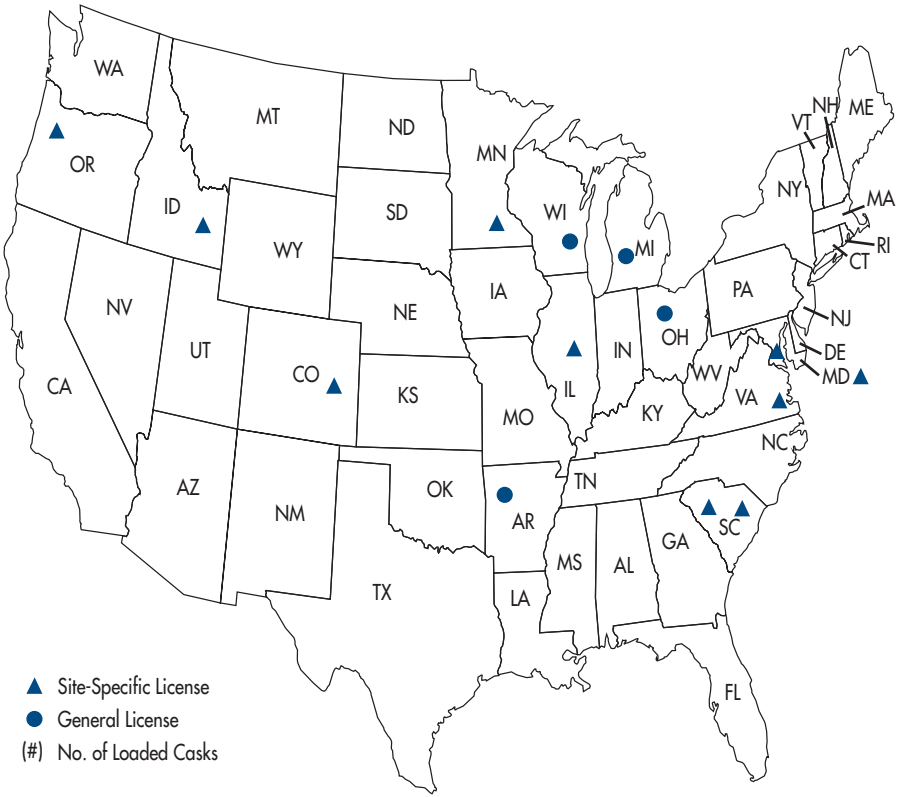 WA
MT
ND
MN
OR
ID
SD
WI
MI
WY
NY
VT
NH
ME
MA
RI
CT
NV
UT
NE
IA
PA
NJ
CA
CO
KS
IL
IN
OH
DE
MD
WV
VA
MO
KY
NC
AZ
NM
OK
TN
AR
SC
TX
MS
AL
GA
LA
FL
Site-Specific License
General License
(#) No. of Loaded Casks